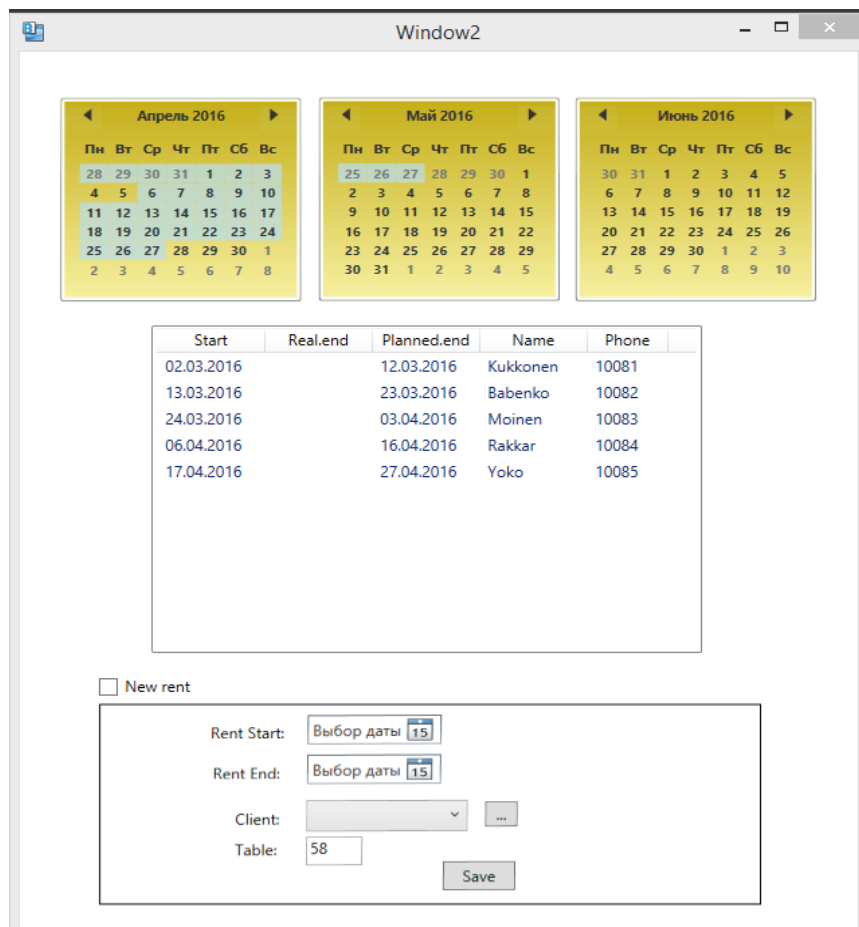 Window2
Апрель 2016
Пн Вт Ср Чт Пт Сб Вс
28 29 30 31 1 2 3
4 5 6 7 8 9 10
11 12 13 14 15 16 17
18 19 20 21 22 23 24
25 26 27 28 29 30 1
2 3 4 5 6 7 8
Май 2016
Пн Вт Ср Чт Пт Сб Вс
25 26 27 28 29 30 1
2 3 4 5 6 7 8
9 10 11 12 13 14 15
16 17 18 19 20 21 22
23 24 25 26 27 28 29
30 31 1 2 3 4 5
Июнь 2016
Пн Вт Ср Чт Пт Сб Вс
30 31 1 2 3 4 5
6 7 8 9 10 11 12
13 14 15 16 17 18 19
20 21 22 23 24 25 26
27 28 29 30 1 2 3
4 5 6 7 8 9 10
Start Real.end Planned.end Name Phone
02.03.2016 12.03.2016 Kukkonen 10081
13.03.2016 23.03.2016 Babenko 10082
24.03.2016 03.04.2016 Moinen 10083
06.04.2016 16.04.2016 Rakkar 10084
17.04.2016 27.04.2016 Yoko 10085
New rent
Rent Start: Выбор даты 15
Rent End: Выбор даты 15
Client: ...
Table: 58
Save